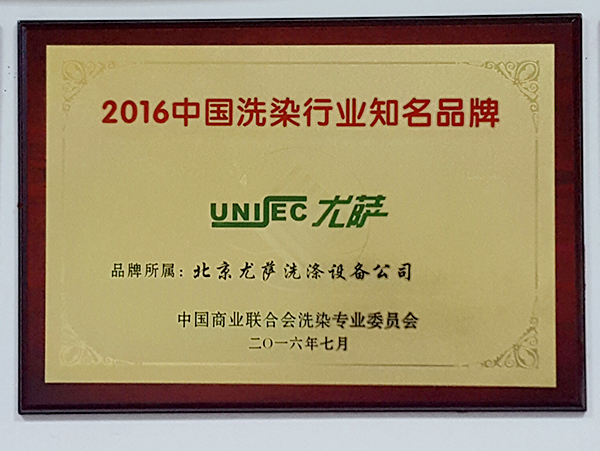 2016中国洗染行业知名品牌
UNISEC 尤萨
品牌所属：北京尤萨洗涤设备公司
中国商业联合会洗染专业委员会
二〇一六年七月